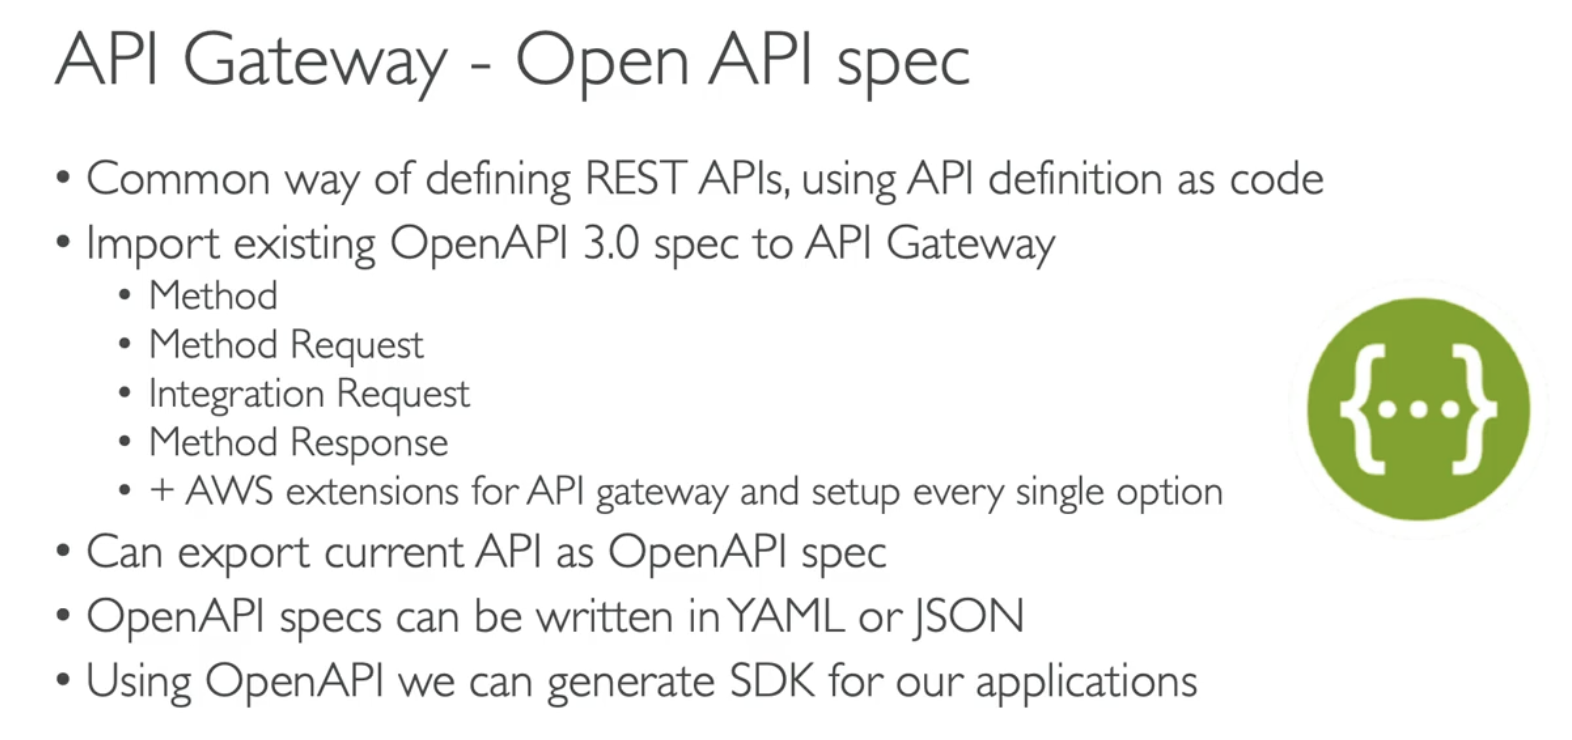 API Gateway - Open API spec
• Common way of defining REST APIs, using API definition as code
• Import existing OpenAPI 3.0 spec to API Gateway
• Method
• Method Request
• Integration Request
• Method Response
• + AWS extensions for API gateway and setup every single option
• Can export current API as OpenAPI spec
• OpenAPI specs can be written in YAML or JSON
• Using OpenAPI we can generate SDK for our applications